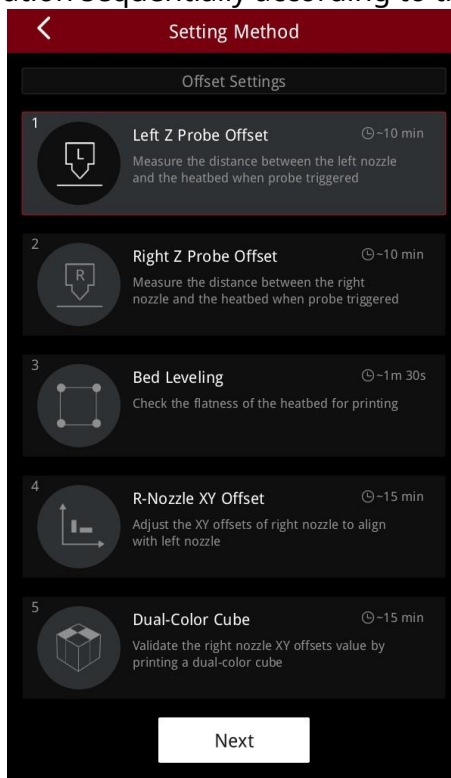 Setting Method
Offset Settings
1
Left Z Probe Offset
~10 min
Measure the distance between the left nozzle
and the heatbed when probe triggered
2
Right Z Probe Offset
~10 min
Measure the distance between the right
nozzle and the heatbed when probe triggered
3
Bed Leveling
~1m 30s
Check the flatness of the heatbed for printing
4
R-Nozzle XY Offset
~15 min
Adjust the XY offsets of right nozzle to align
with left nozzle
5
Dual-Color Cube
~15 min
Validate the right nozzle XY offsets value by
printing a dual-color cube
L
R
Next